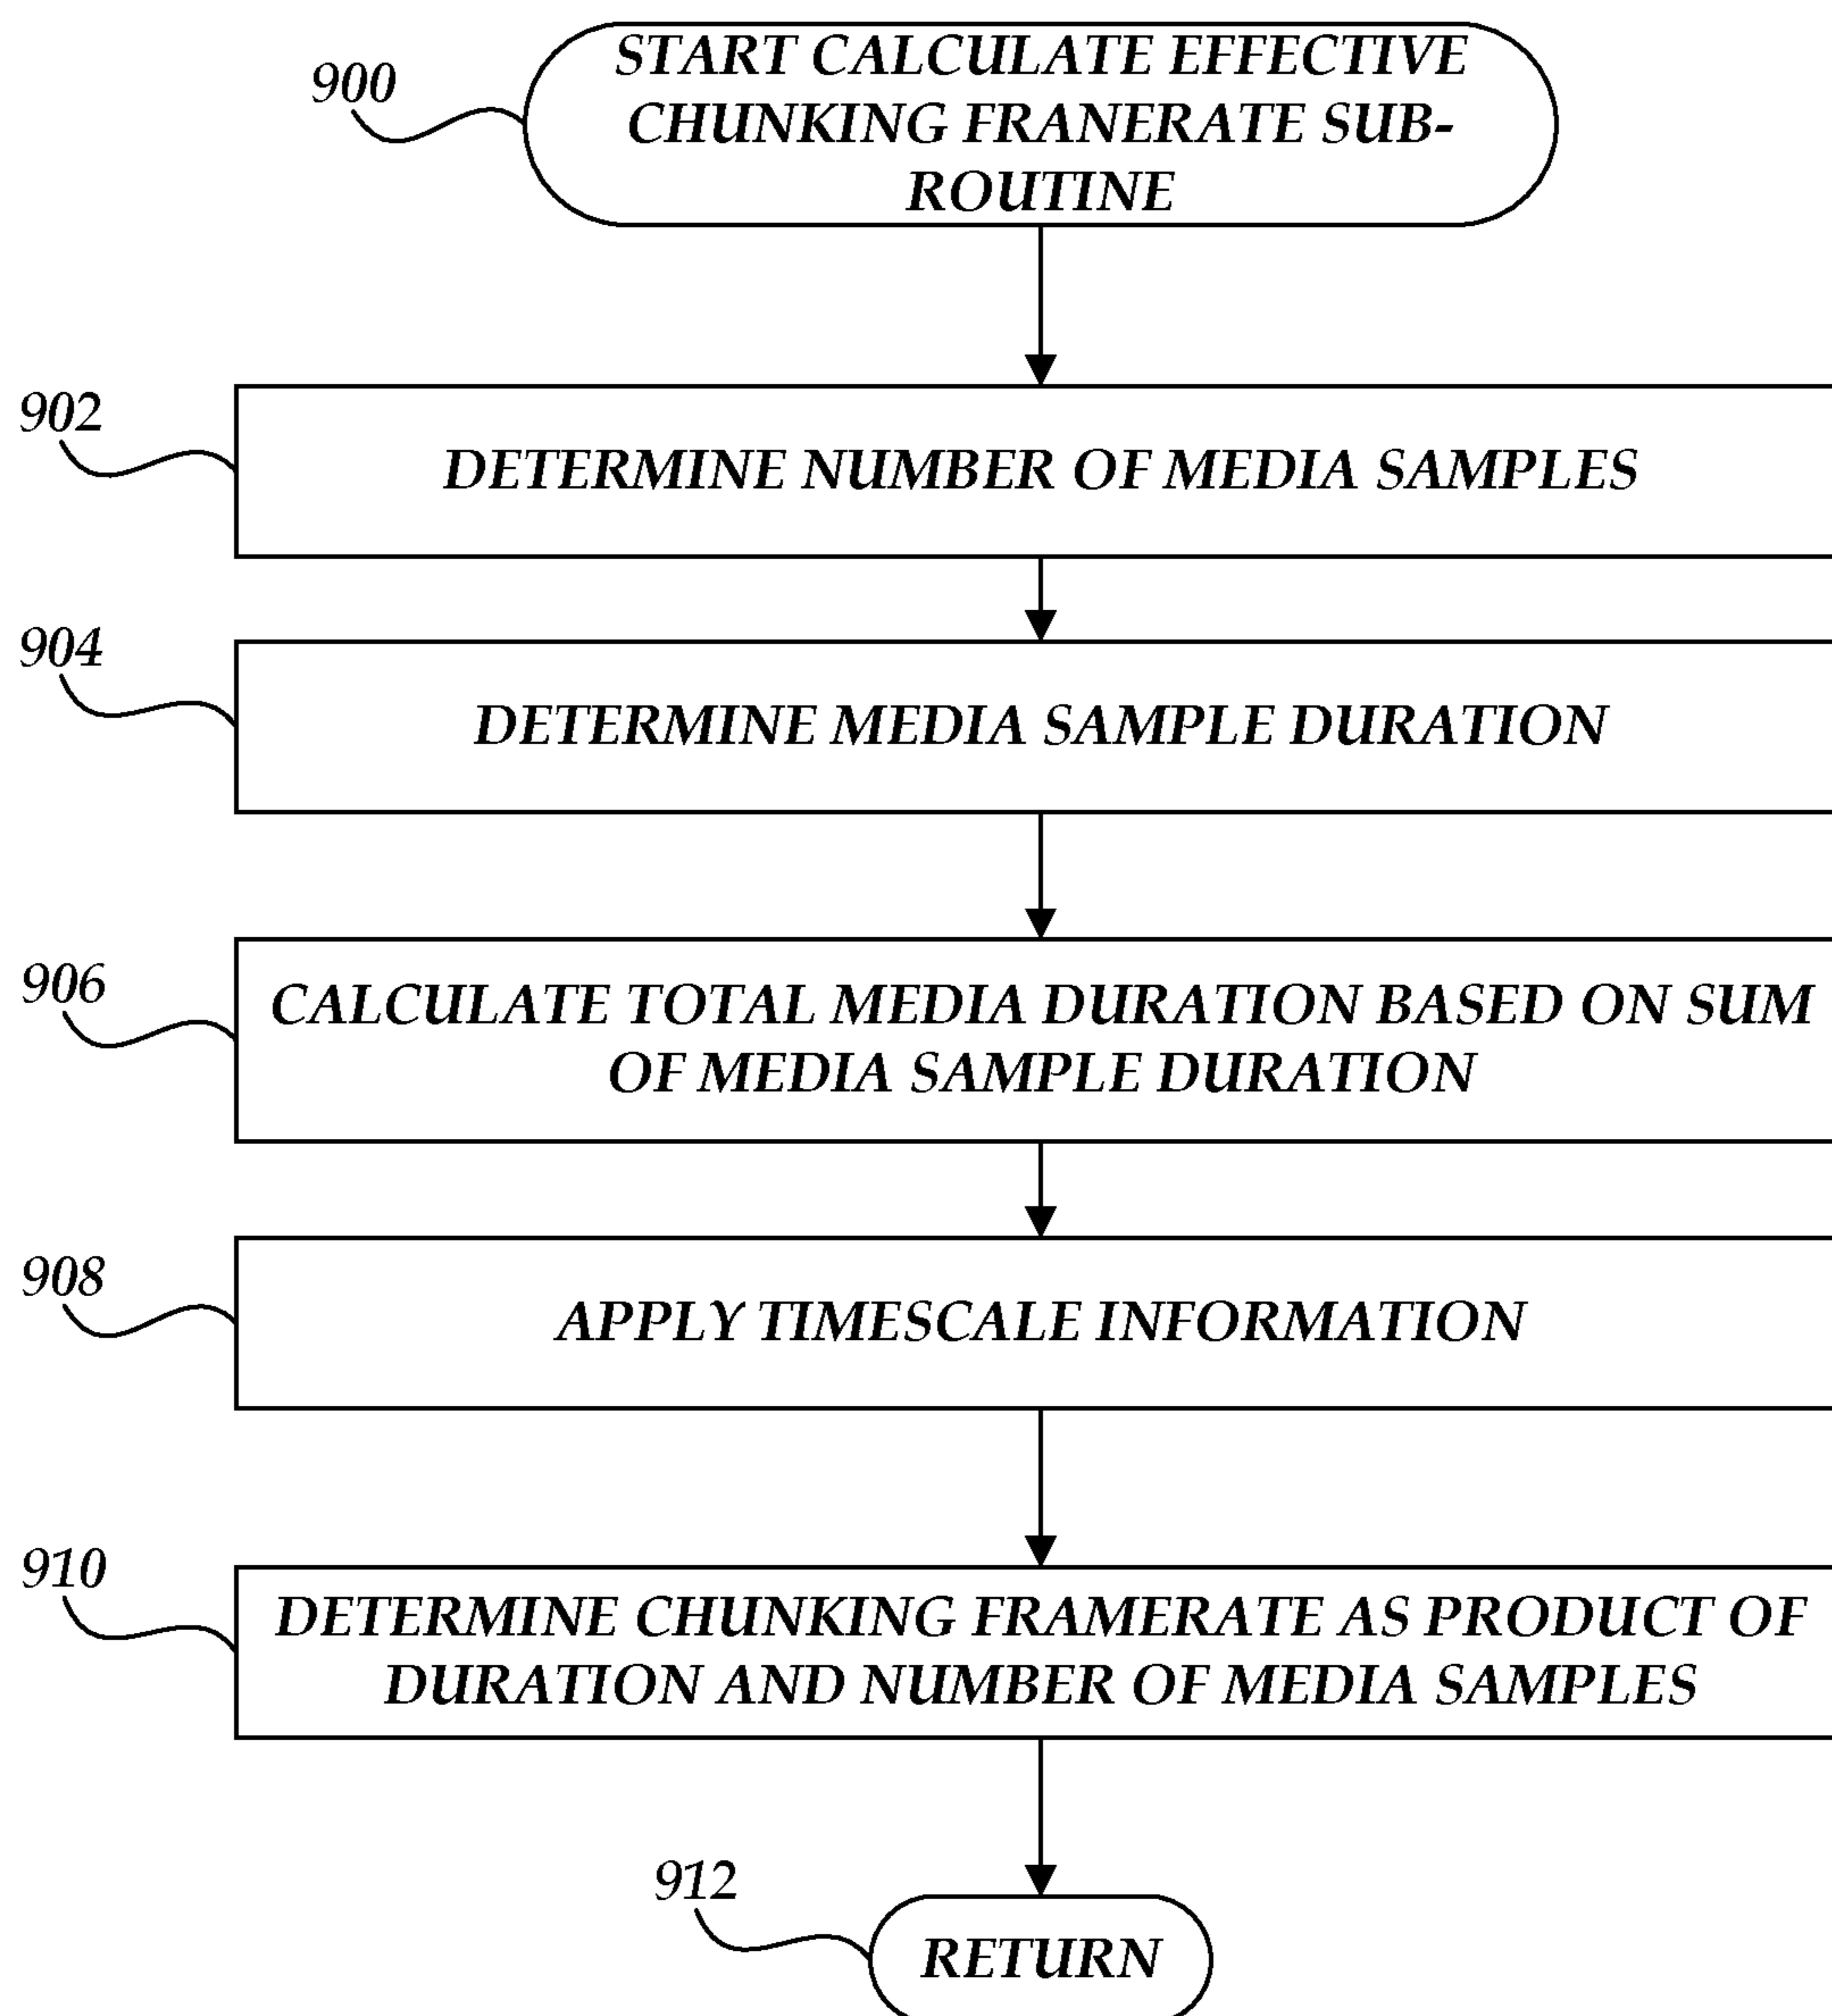 900
START CALCULATE EFFECTIVE
CHUNKING FRANERATE SUB-
ROUTINE
902
DETERMINE NUMBER OF MEDIA SAMPLES
904
DETERMINE MEDIA SAMPLE DURATION
906
CALCULATE TOTAL MEDIA DURATION BASED ON SUM
OF MEDIA SAMPLE DURATION
908
APPLY TIMESCALE INFORMATION
910
DETERMINE CHUNKING FRAMERATE AS PRODUCT OF
DURATION AND NUMBER OF MEDIA SAMPLES
912
RETURN